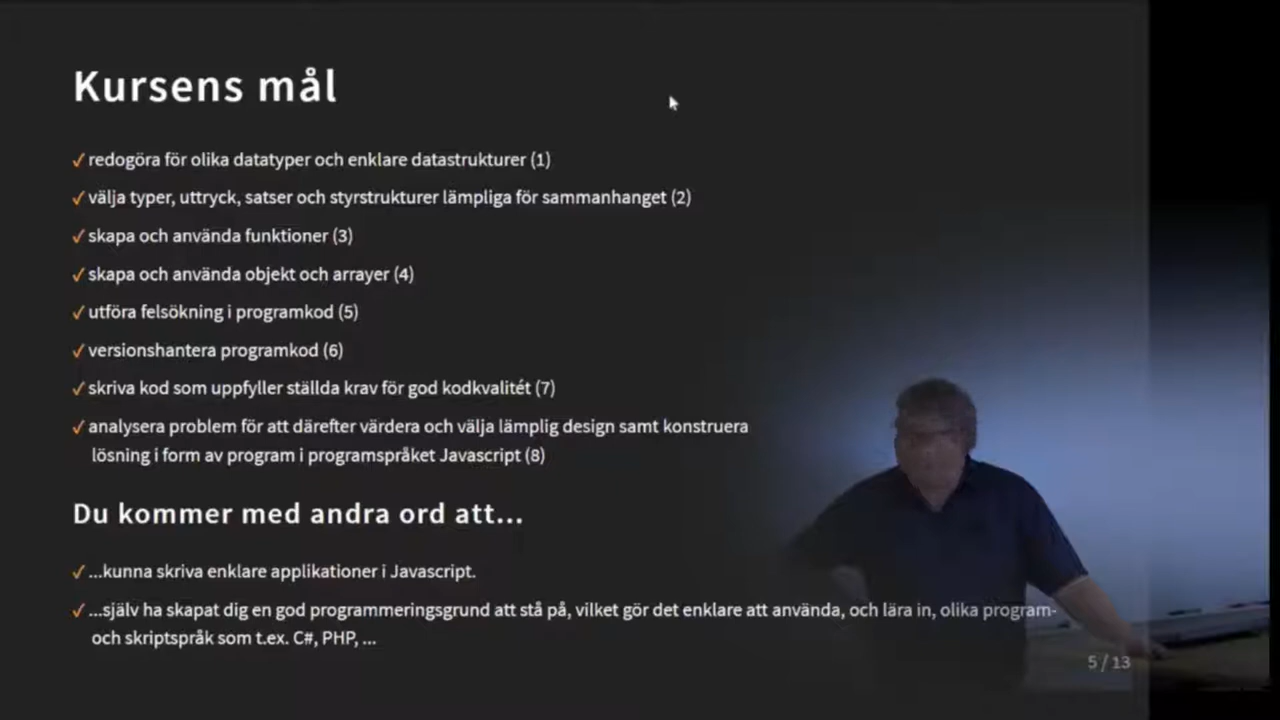 Kursens mål
✓ redogöra för olika datatyper och enklare datastrukturer (1)
✓ välja typer, uttryck, satser och styrstrukturer lämpliga för sammanhanget (2)
✓ skapa och använda funktioner (3)
✓ skapa och använda objekt och arrayer (4)
✓ utföra felsökning i programkod (5)
✓ versionshantera programkod (6)
✓ skriva kod som uppfyller ställda krav för god kodkvalitét (7)
✓ analysera problem för att därefter värdera och välja lämplig design samt konstruera
lösning i form av program i programspråket Javascript (8)
Du kommer med andra ord att...
✓ ...kunna skriva enklare applikationer i Javascript.
✓ ...själv ha skapat dig en god programmeringsgrund att stå på, vilket gör det enklare att använda, och lära in, olika program-
och skriptspråk som t.ex. C#, PHP, ...
5 / 13